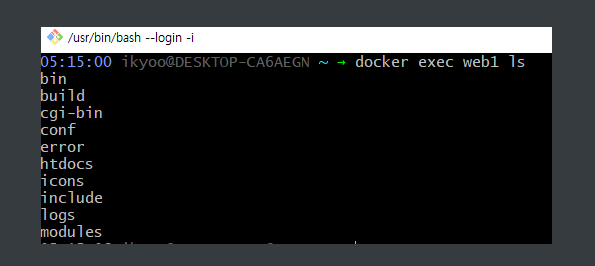 /usr/bin/bash --login -i
05:15:00 ikyoo@DESKTOP-CA6AEGN ~ → docker exec web1 ls
bin
build
cgi-bin
conf
error
htdocs
icons
include
logs
modules